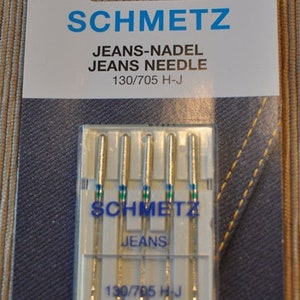 SCHMETZ
JEANS-NADEL
JEANS NEEDLE
130/705 H-J
SCHMETZ
JEANS
130/705 H-J